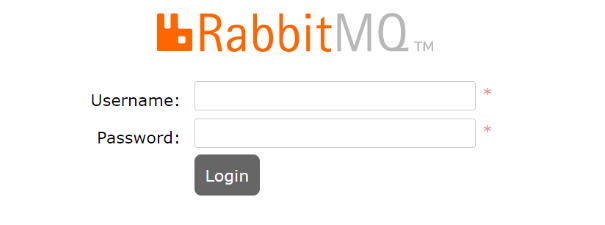 RabbitMQ™
Username: *
Password: *
Login